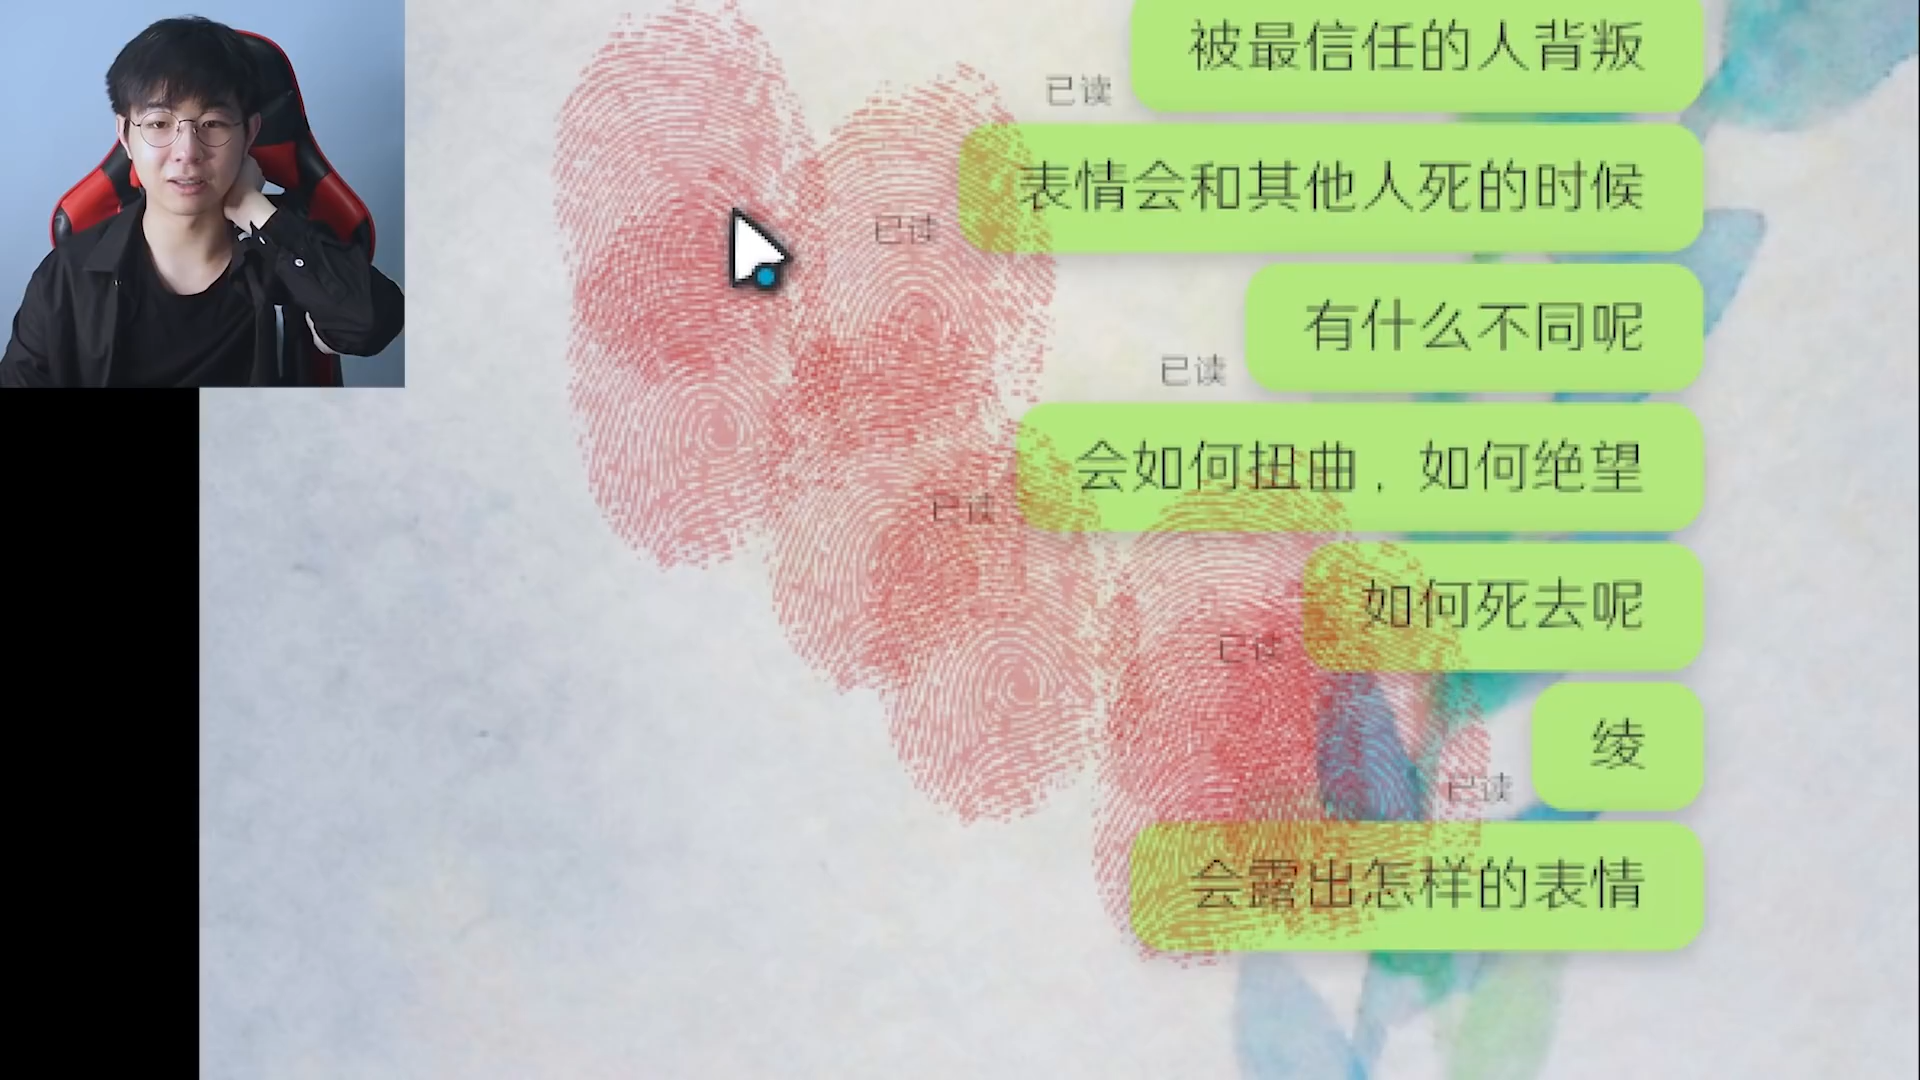 被最信任的人背叛
已读
表情会和其他人死的时候
已读
有什么不同呢
已读
会如何扭曲，如何绝望
已读
如何死去呢
已读
绫
已读
会露出怎样的表情